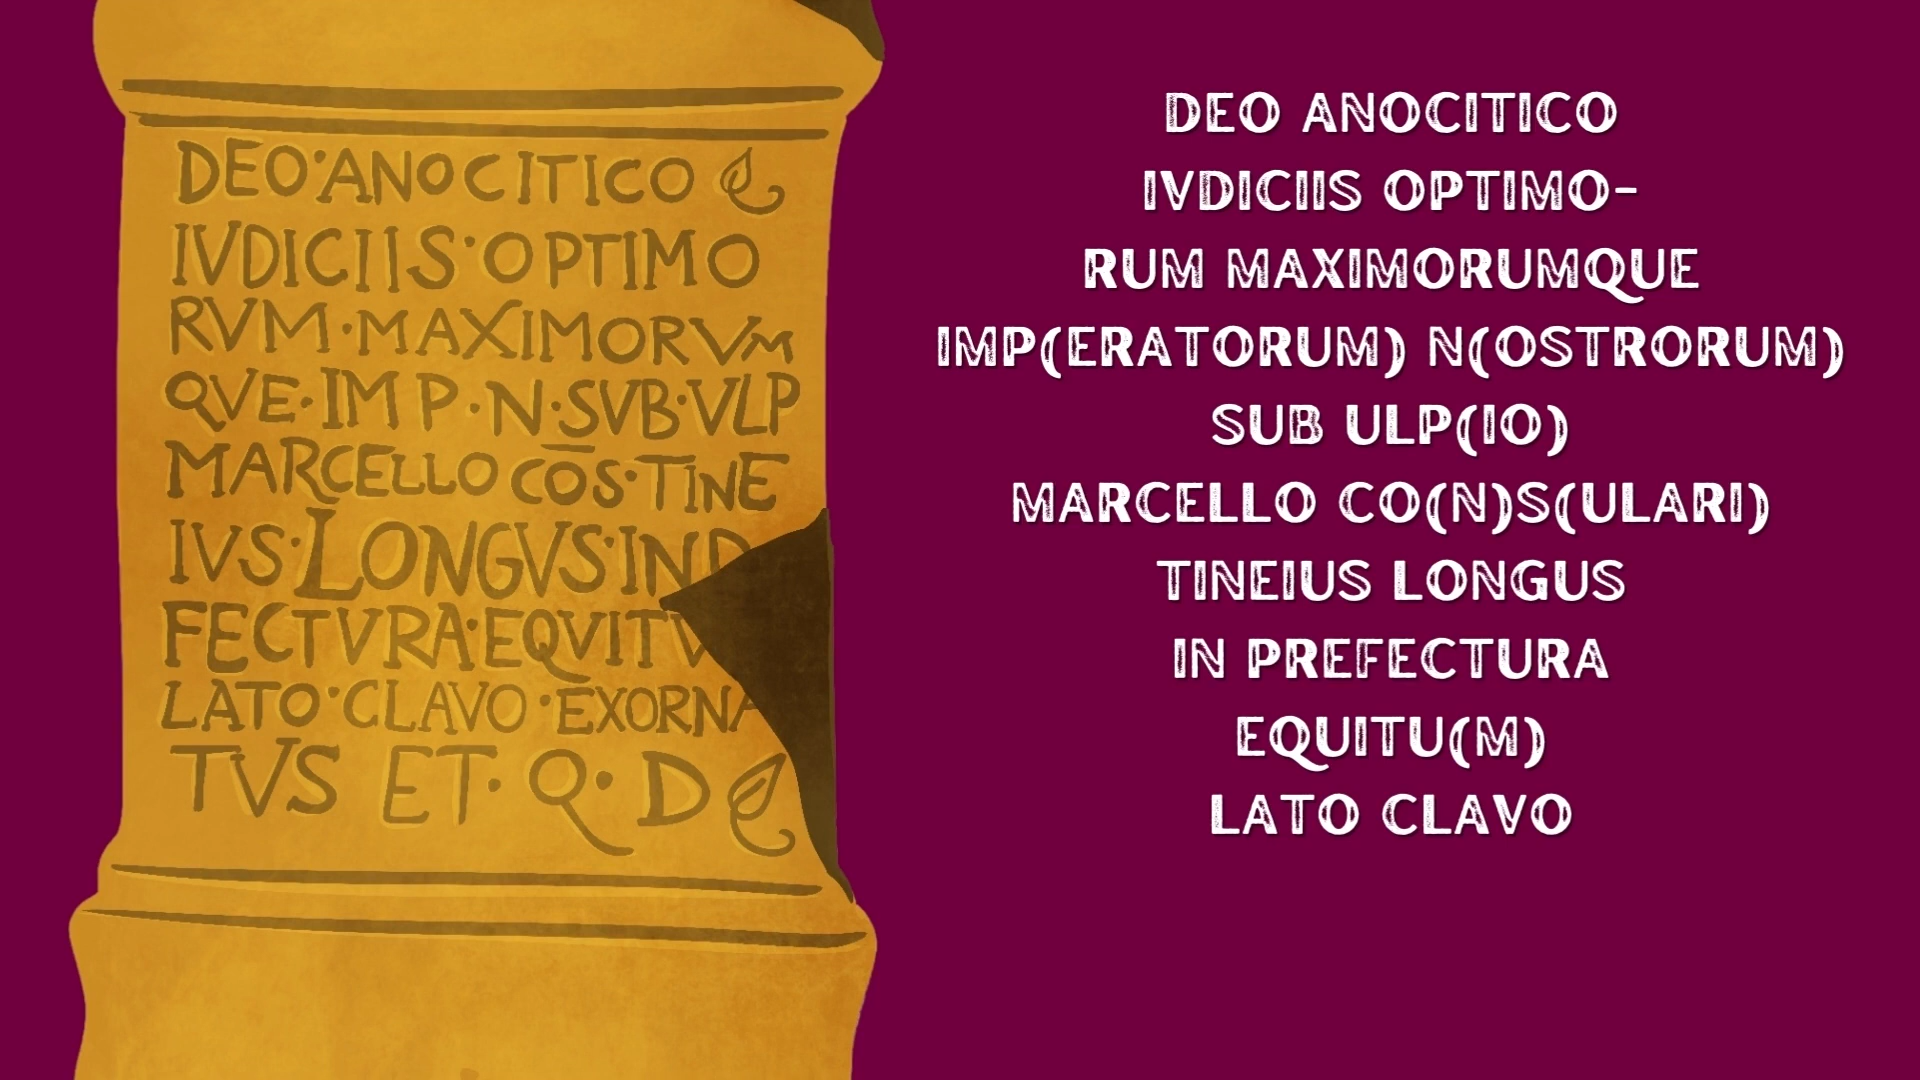 DEO·ANOCITICO
IVDICIIS·OPTIMO
RVM·MAXIMORVM
QVE·IMP·N·SVB·VLP
MARCELLO COS·TINE
IVS·LONGVS·IN
FECTVRA·EQVITV
LATO·CLAVO·EXORNA
TVS ET·Q·D
DEO ANOCITICO
IVDICIIS OPTIMO-
RUM MAXIMORUMQUE
IMP(ERATORUM) N(OSTRORUM)
SUB ULP(IO)
MARCELLO CO(N)S(ULARI)
TINEIUS LONGUS
IN PREFECTURA
EQUITU(M)
LATO CLAVO